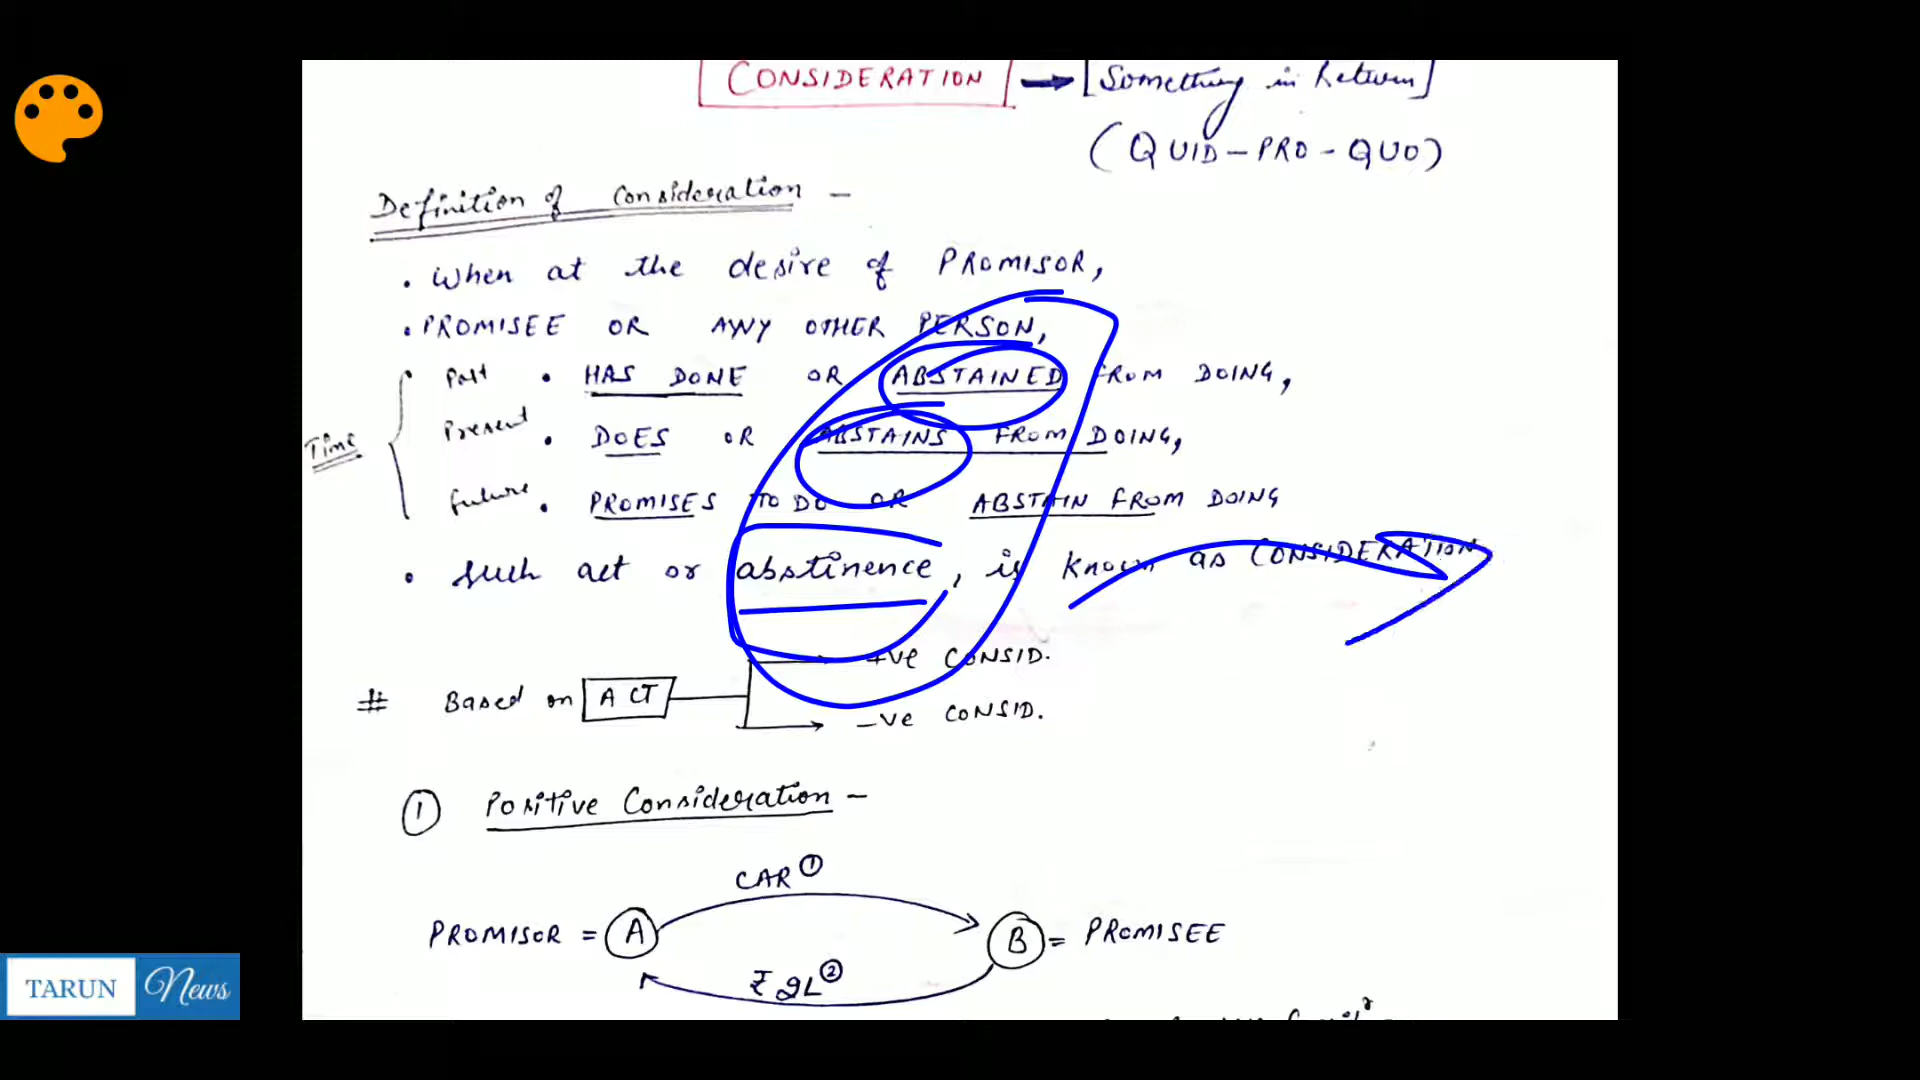 CONSIDERATION → [Something in return]
(QUID-PRO-QUO)
Definition of Consideration -
• When at the desire of PROMISOR,
• PROMISEE OR ANY OTHER PERSON,
Past • HAS DONE OR ABSTAINED FROM DOING,
Present • DOES OR ABSTAINS FROM DOING,
Time
future • PROMISES TO DO OR ABSTAIN FROM DOING
• Such act or abstinence, is known as CONSIDERATION
+ve CONSID.
# Based on ACT
-ve CONSID.
① Positive Consideration -
CAR ①
PROMISOR = A B = PROMISEE
₹ 2L ②
TARUN News